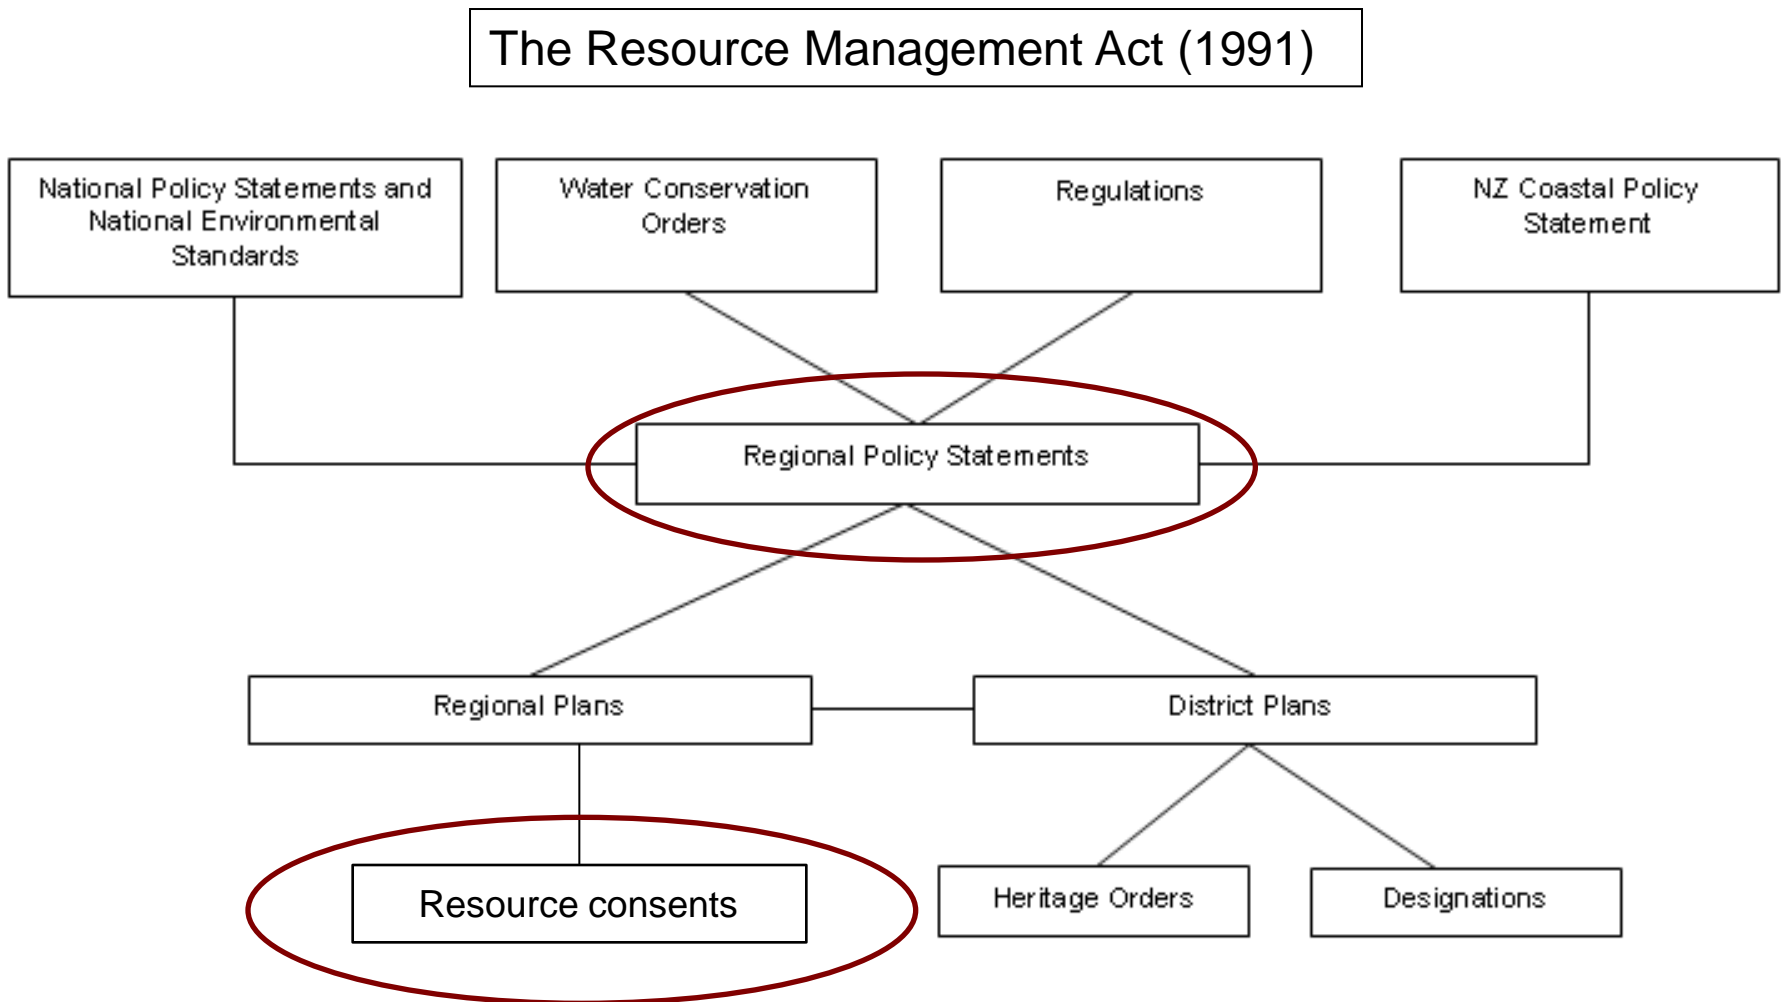 The Resource Management Act (1991)
National Policy Statements and
National Environmental
Standards
Water Conservation
Orders
Regulations
NZ Coastal Policy
Statement
Regional Policy Statements
Regional Plans
District Plans
Resource consents
Heritage Orders
Designations